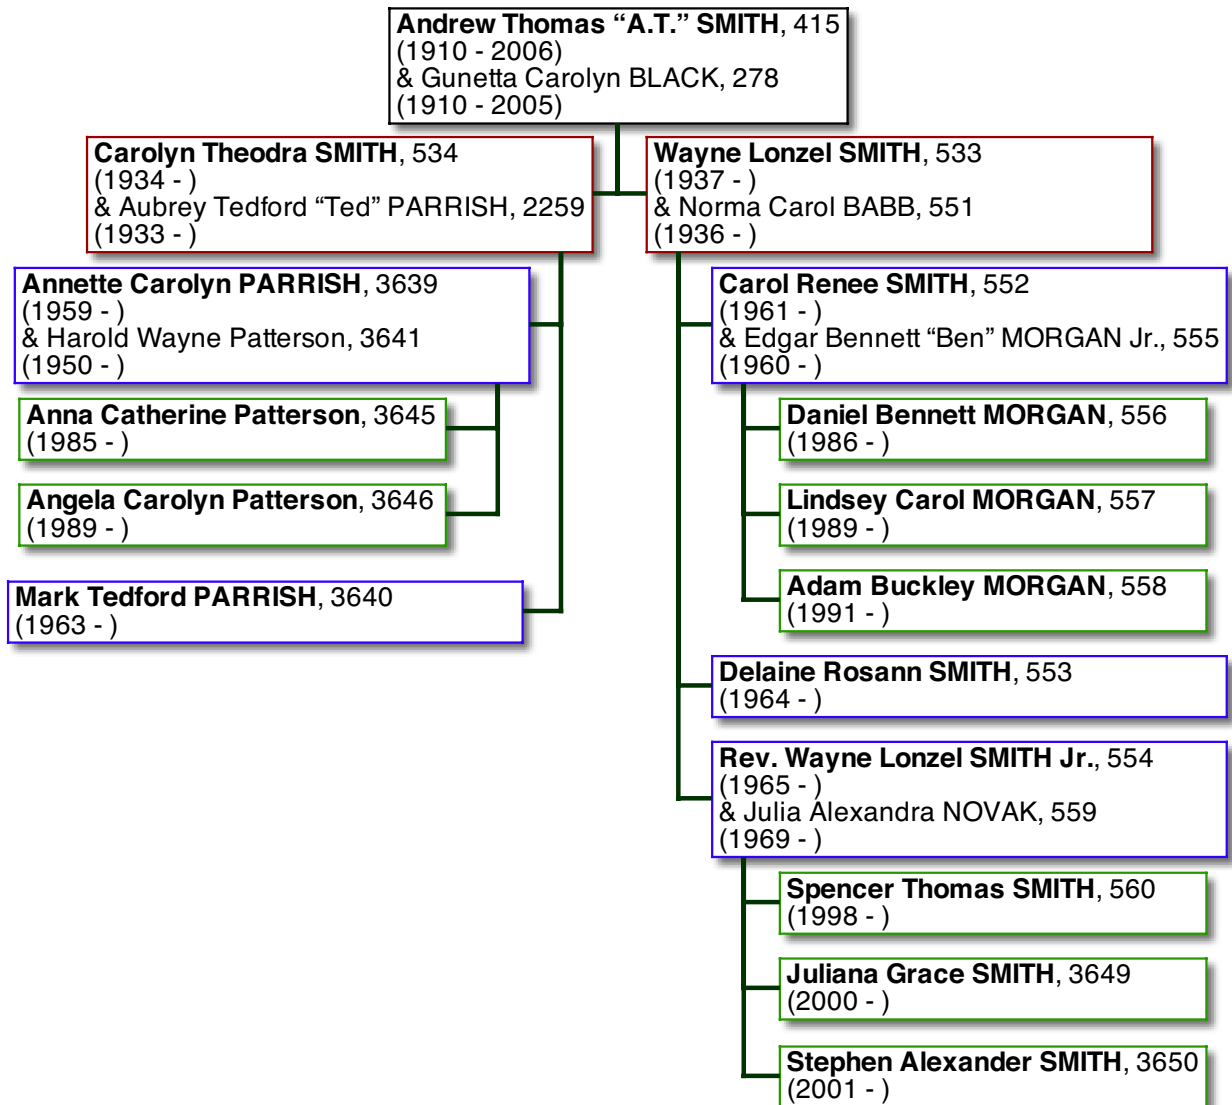 Andrew Thomas “A.T.” SMITH, 415
(1910 - 2006)
& Gunetta Carolyn BLACK, 278
(1910 - 2005)
Carolyn Theodra SMITH, 534
(1934 - )
& Aubrey Tedford “Ted” PARRISH, 2259
(1933 - )
Annette Carolyn PARRISH, 3639
(1959 - )
& Harold Wayne Patterson, 3641
(1950 - )
Anna Catherine Patterson, 3645
(1985 - )
Angela Carolyn Patterson, 3646
(1989 - )
Mark Tedford PARRISH, 3640
(1963 - )
Wayne Lonzel SMITH, 533
(1937 - )
& Norma Carol BABB, 551
(1936 - )
Carol Renee SMITH, 552
(1961 - )
& Edgar Bennett “Ben” MORGAN Jr., 555
(1960 - )
Daniel Bennett MORGAN, 556
(1986 - )
Lindsey Carol MORGAN, 557
(1989 - )
Adam Buckley MORGAN, 558
(1991 - )
Delaine Rosann SMITH, 553
(1964 - )
Rev. Wayne Lonzel SMITH Jr., 554
(1965 - )
& Julia Alexandra NOVAK, 559
(1969 - )
Spencer Thomas SMITH, 560
(1998 - )
Juliana Grace SMITH, 3649
(2000 - )
Stephen Alexander SMITH, 3650
(2001 - )